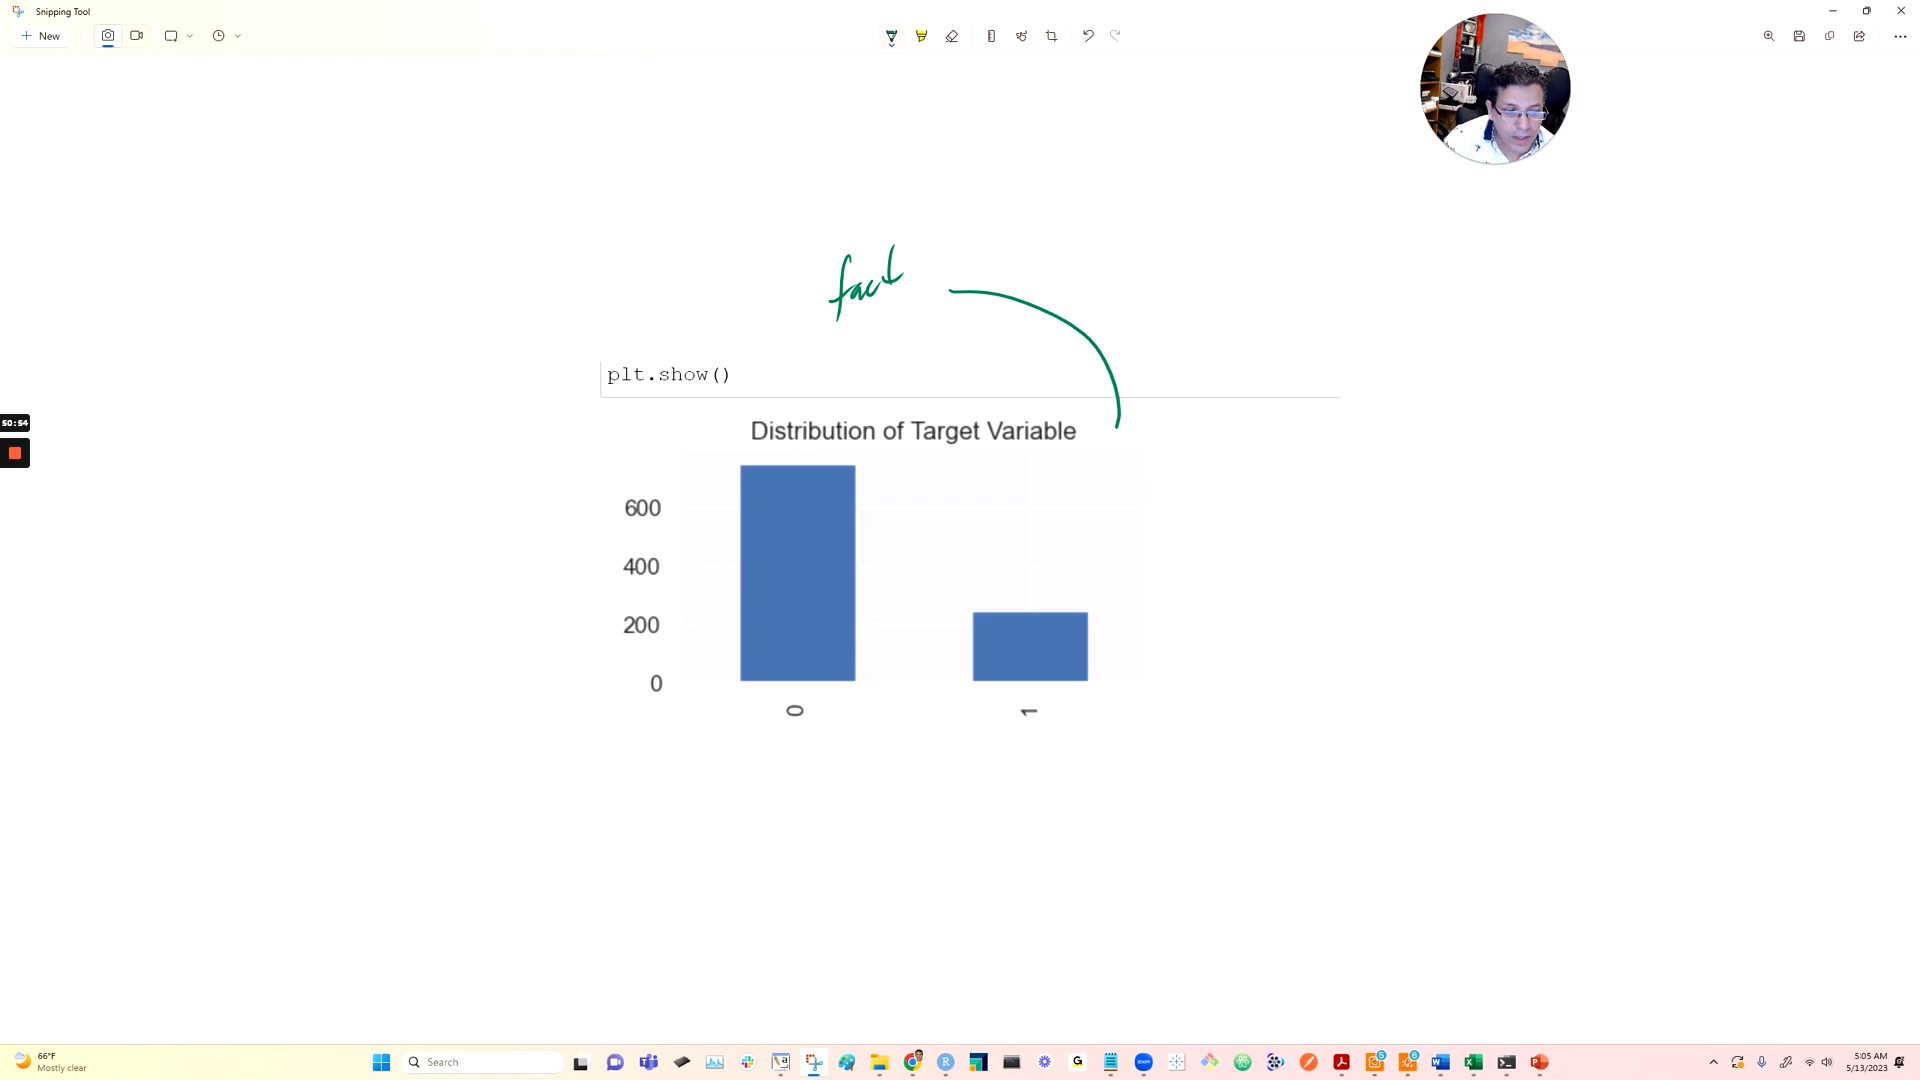 Snipping Tool
New
fact
plt.show()
50:54
Distribution of Target Variable
600
400
200
0
0
1
66°F
Mostly clear
Search
5:05 AM
5/13/2023